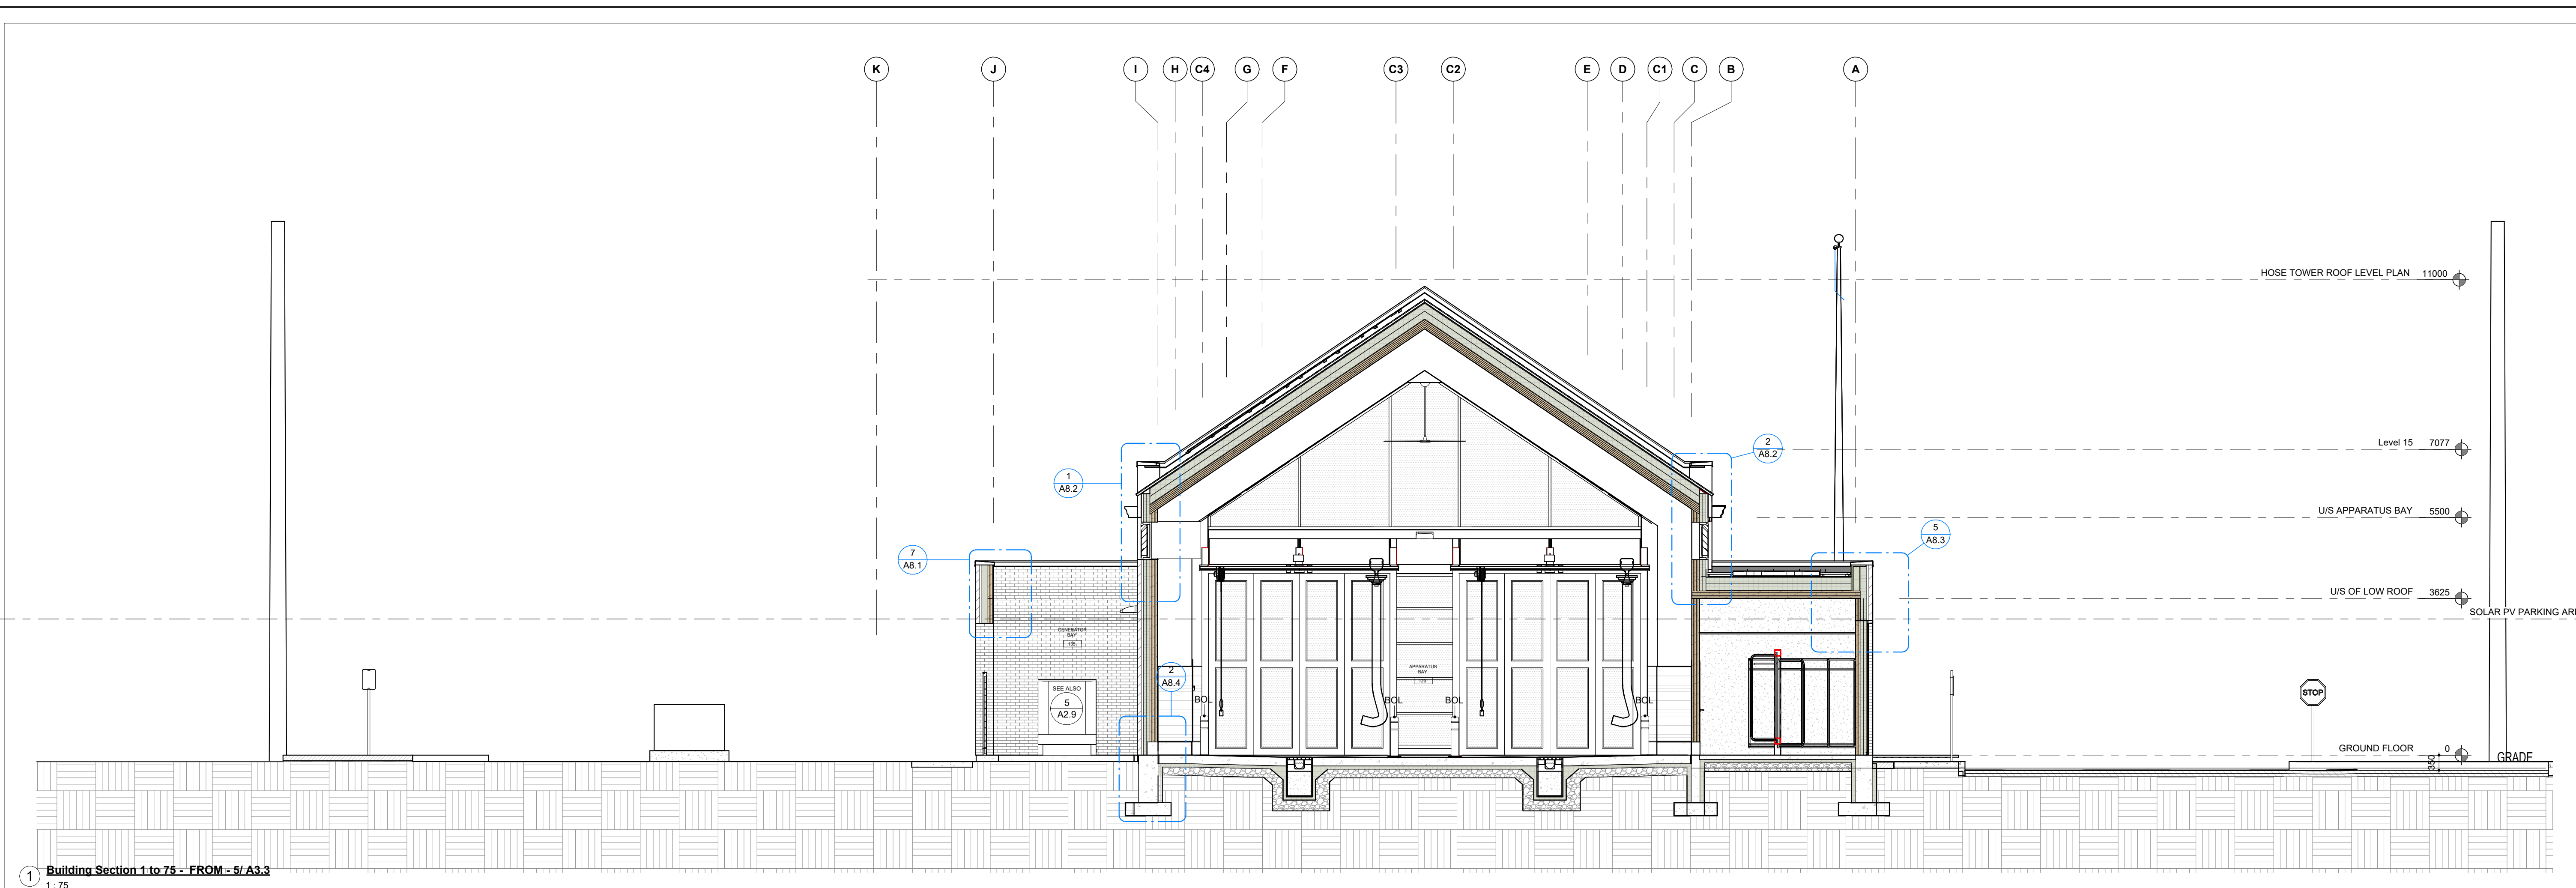 K J I H C4 G F C3 C2 E D C1 C B A
HOSE TOWER ROOF LEVEL PLAN 11000
Level 15 7077
2
A8.2
1
A8.2
U/S APPARATUS BAY 5500
5
A8.3
7
A8.1
U/S OF LOW ROOF 3625
SOLAR PV PARKING ARE
GENERATOR
BAY
APPARATUS
BAY
129
2
A8.4
SEE ALSO
5
A2.9
BOL BOL BOL BOL
STOP
GROUND FLOOR 0
350
GRADE
1 Building Section 1 to 75 - FROM - 5/ A3.3
1 : 75